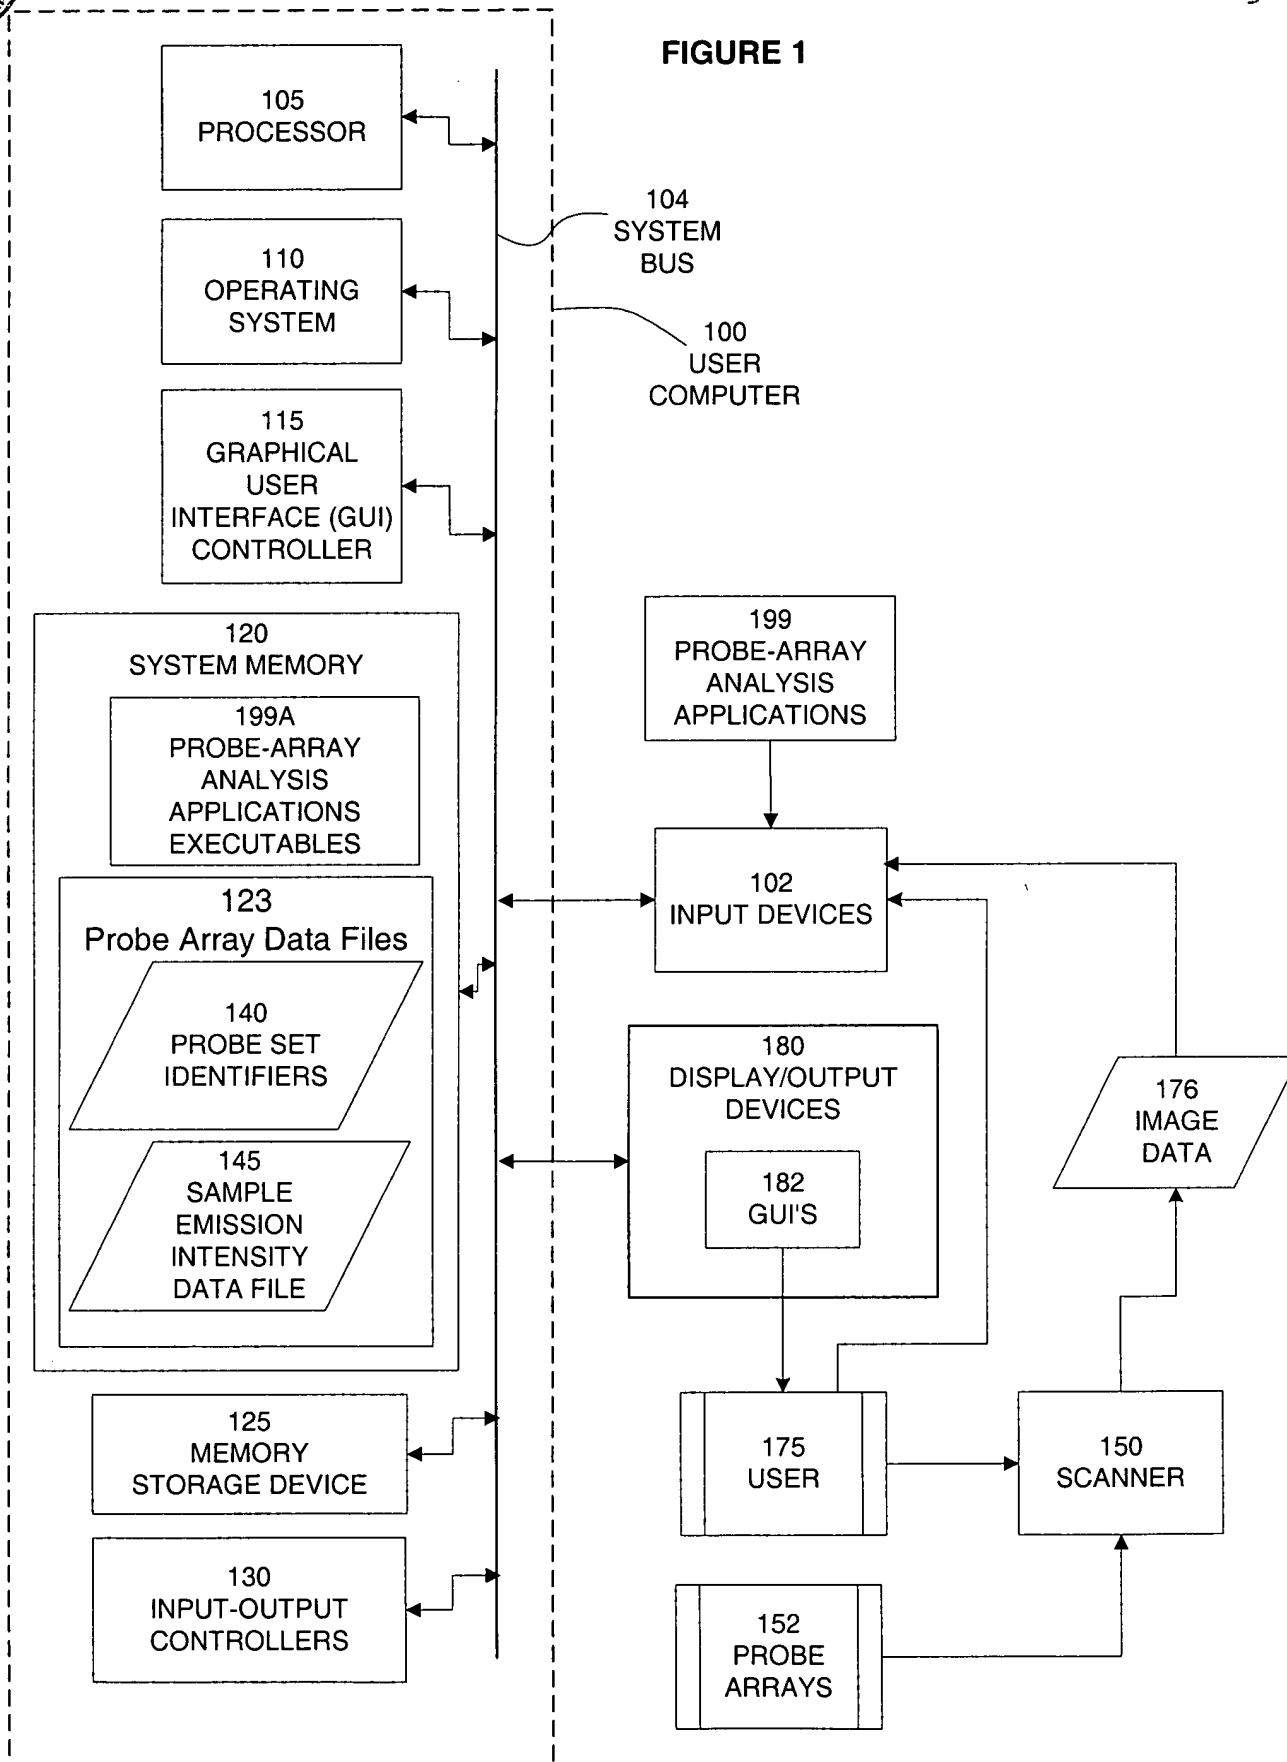 FIGURE 1
105
PROCESSOR
104
SYSTEM
BUS
110
OPERATING
SYSTEM
100
USER
COMPUTER
115
GRAPHICAL
USER
INTERFACE (GUI)
CONTROLLER
120
SYSTEM MEMORY
199A
PROBE-ARRAY
ANALYSIS
APPLICATIONS
EXECUTABLES
123
Probe Array Data Files
140
PROBE SET
IDENTIFIERS
145
SAMPLE
EMISSION
INTENSITY
DATA FILE
125
MEMORY
STORAGE DEVICE
130
INPUT-OUTPUT
CONTROLLERS
199
PROBE-ARRAY
ANALYSIS
APPLICATIONS
102
INPUT DEVICES
180
DISPLAY/OUTPUT
DEVICES
182
GUI'S
176
IMAGE
DATA
175
USER
150
SCANNER
152
PROBE
ARRAYS